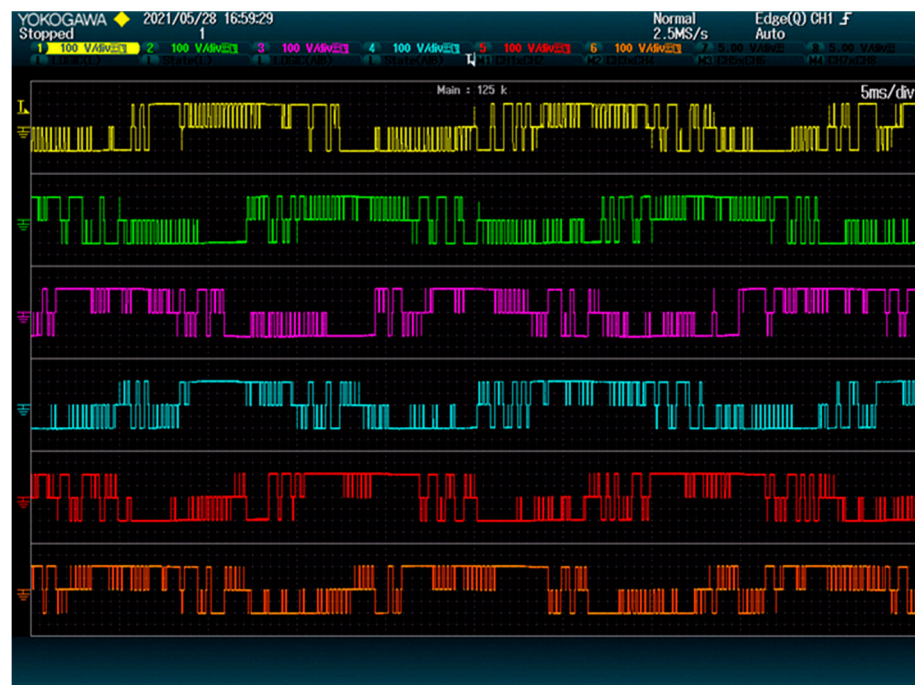 YOKOGAWA 2021/05/28 16:59:29 Normal Edge(Q) CH1
Stopped 1 2.5MS/s Auto
1 100 V/div 2 100 V/div 3 100 V/div 4 100 V/div 5 100 V/div 6 100 V/div 7 5.00 V/div 8 5.00 V/div
Main : 125 k 5ms/div